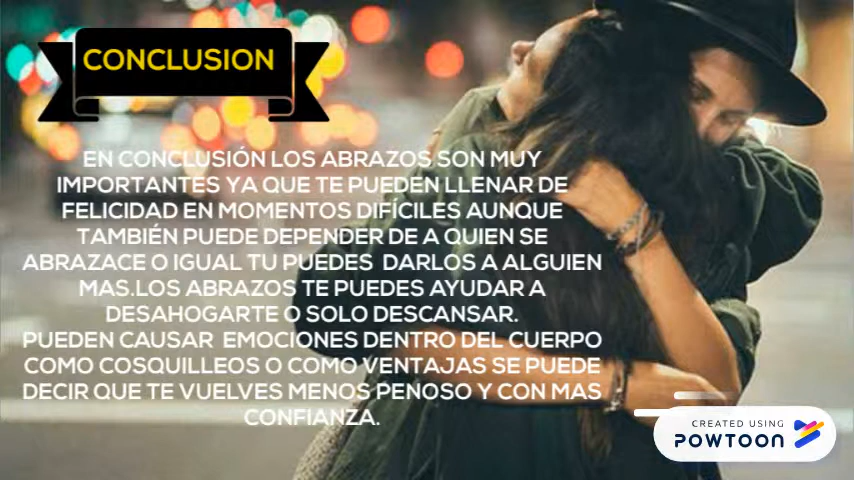 CONCLUSION
EN CONCLUSIÓN LOS ABRAZOS SON MUY
IMPORTANTES YA QUE TE PUEDEN LLENAR DE
FELICIDAD EN MOMENTOS DIFÍCILES AUNQUE
TAMBIÉN PUEDE DEPENDER DE A QUIEN SE
ABRAZACE O IGUAL TU PUEDES DARLOS A ALGUIEN
MAS.LOS ABRAZOS TE PUEDES AYUDAR A
DESAHOGARTE O SOLO DESCANSAR.
PUEDEN CAUSAR EMOCIONES DENTRO DEL CUERPO
COMO COSQUILLEOS O COMO VENTAJAS SE PUEDE
DECIR QUE TE VUELVES MENOS PENOSO Y CON MAS
CONFIANZA.
CREATED USING
POWTOON